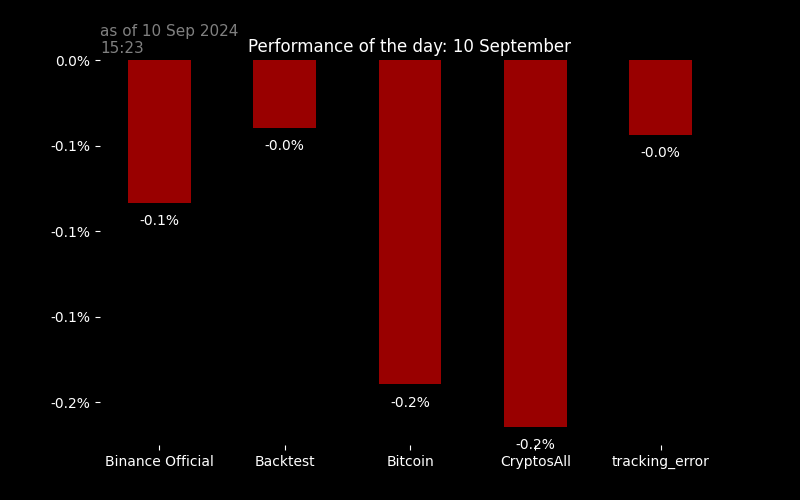 as of 10 Sep 2024
15:23
Performance of the day: 10 September
0.0%
-0.1%
-0.1%
-0.1%
-0.2%
-0.1%
-0.0%
-0.2%
-0.2%
-0.0%
Binance Official
Backtest
Bitcoin
CryptosAll
tracking_error